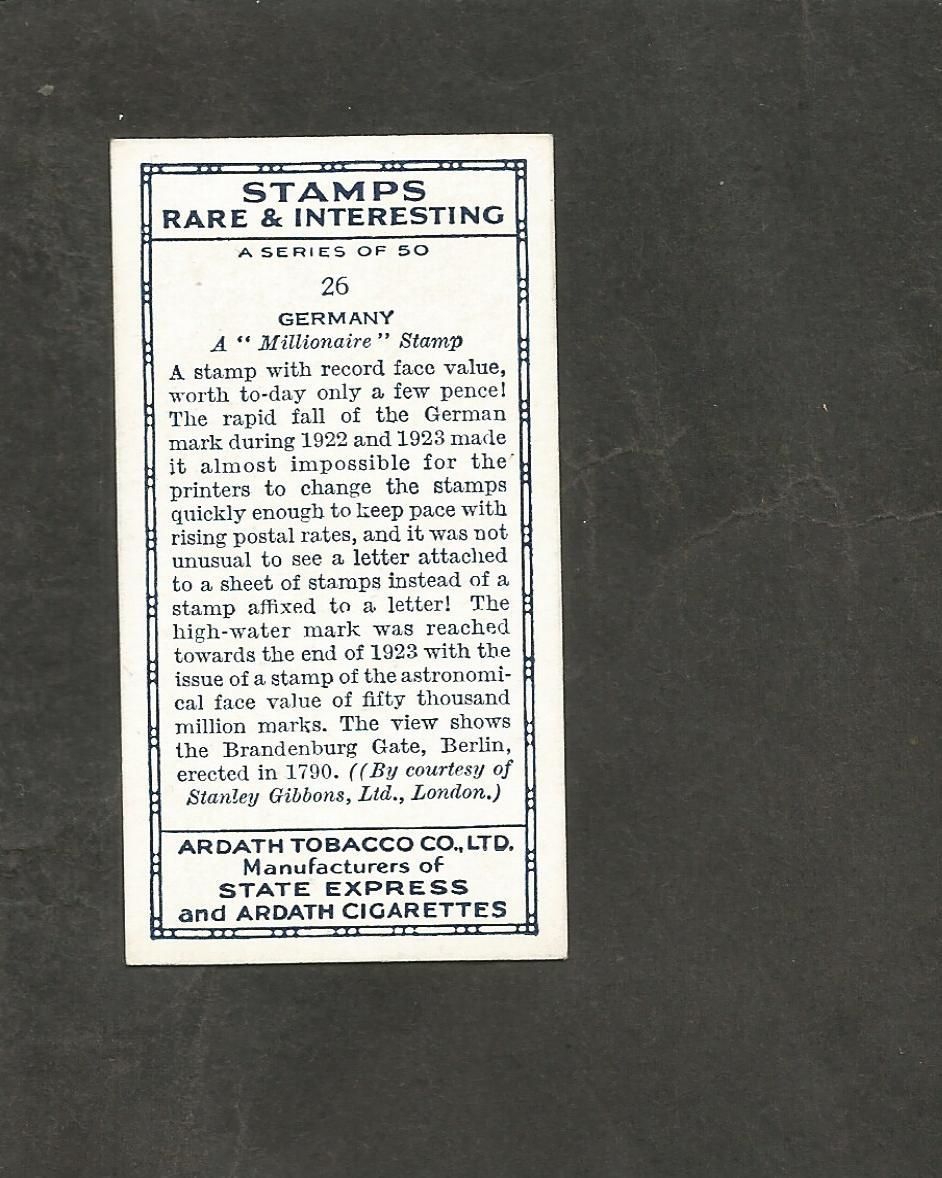 STAMPS
RARE & INTERESTING
A SERIES OF 50
26
GERMANY
A “ Millionaire ” Stamp
A stamp with record face value,
worth to-day only a few pence!
The rapid fall of the German
mark during 1922 and 1923 made
it almost impossible for the
printers to change the stamps
quickly enough to keep pace with
rising postal rates, and it was not
unusual to see a letter attached
to a sheet of stamps instead of a
stamp affixed to a letter! The
high-water mark was reached
towards the end of 1923 with the
issue of a stamp of the astronomi-
cal face value of fifty thousand
million marks. The view shows
the Brandenburg Gate, Berlin,
erected in 1790. ((By courtesy of
Stanley Gibbons, Ltd., London.)
ARDATH TOBACCO CO., LTD.
Manufacturers of
STATE EXPRESS
and ARDATH CIGARETTES